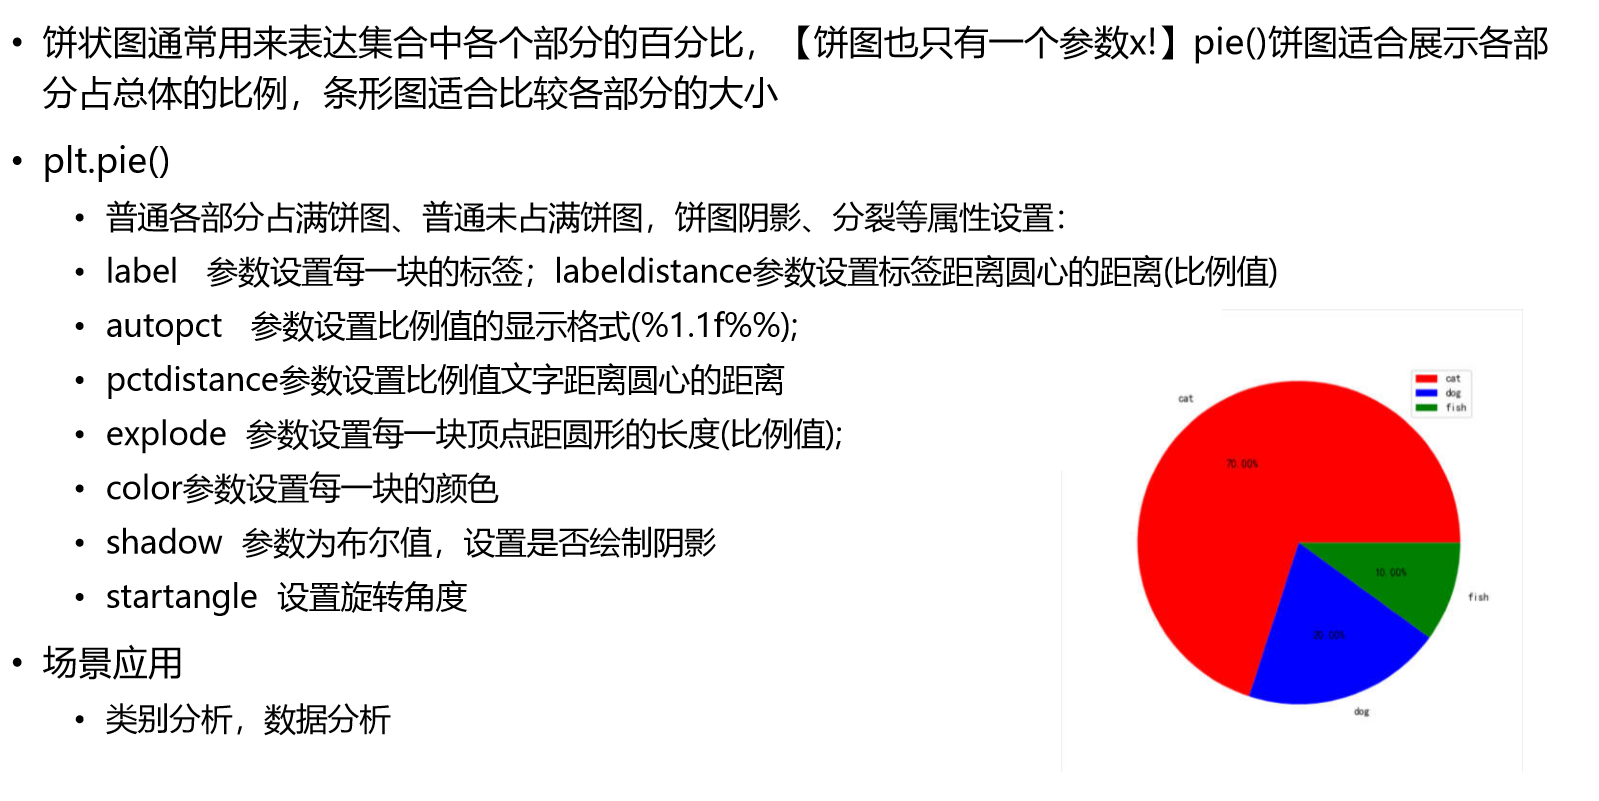 • 饼状图通常用来表达集合中各个部分的百分比，【饼图也只有一个参数x!】pie()饼图适合展示各部
分占总体的比例，条形图适合比较各部分的大小
• plt.pie()
• 普通各部分占满饼图、普通未占满饼图，饼图阴影、分裂等属性设置：
• label 参数设置每一块的标签；labeldistance参数设置标签距离圆心的距离(比例值)
• autopct 参数设置比例值的显示格式(%1.1f%%);
• pctdistance参数设置比例值文字距离圆心的距离
• explode 参数设置每一块顶点距圆形的长度(比例值);
• color参数设置每一块的颜色
• shadow 参数为布尔值，设置是否绘制阴影
• startangle 设置旋转角度
• 场景应用
• 类别分析，数据分析
cat
dog
fish
cat
70.00%
10.00%
fish
20.00%
dog